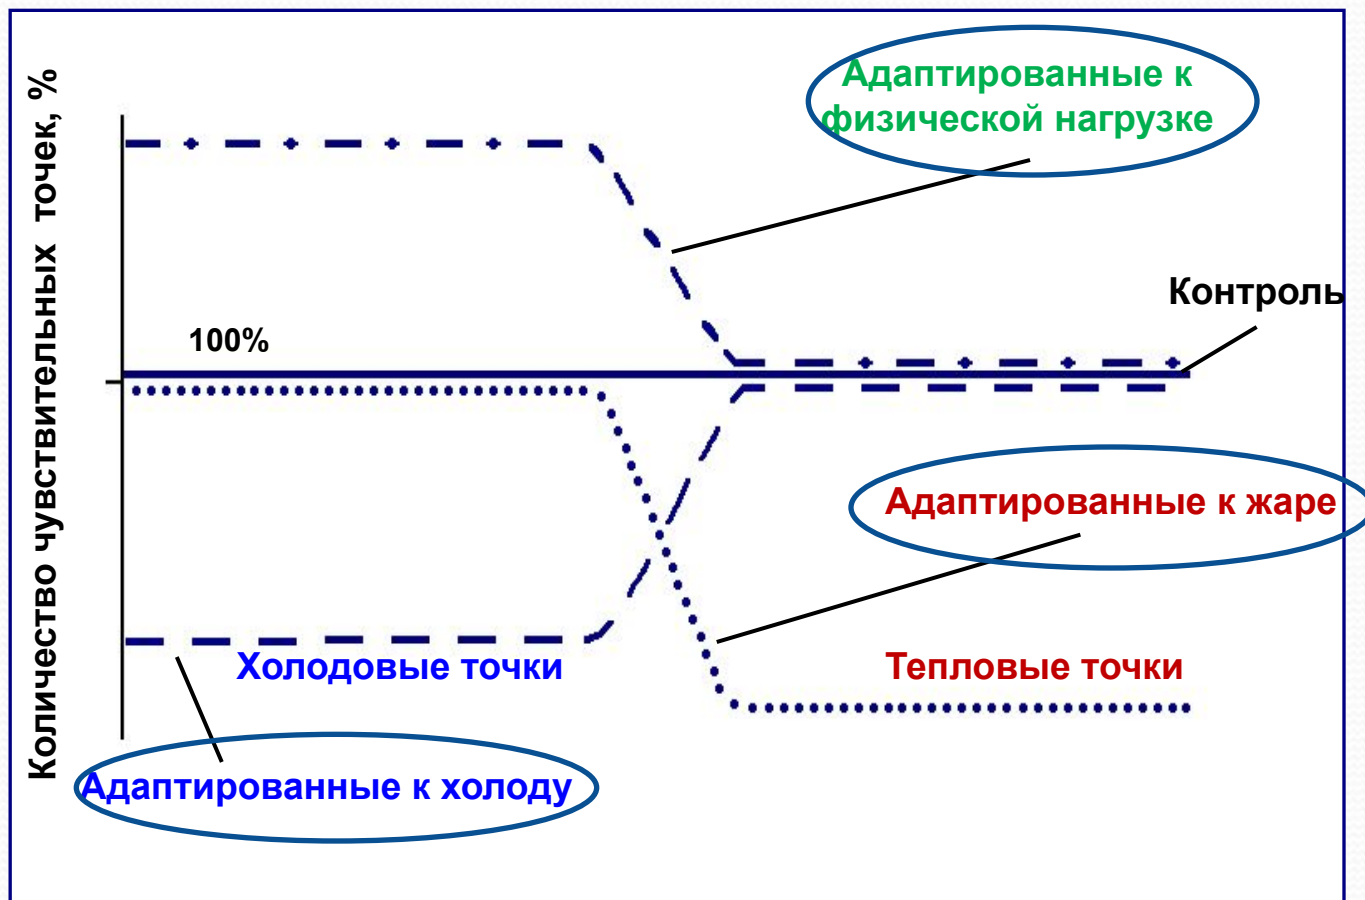 Количество чувствительных точек, %
Адаптированные к
физической нагрузке
Контроль
100%
Адаптированные к жаре
Холодовые точки
Тепловые точки
Адаптированные к холоду